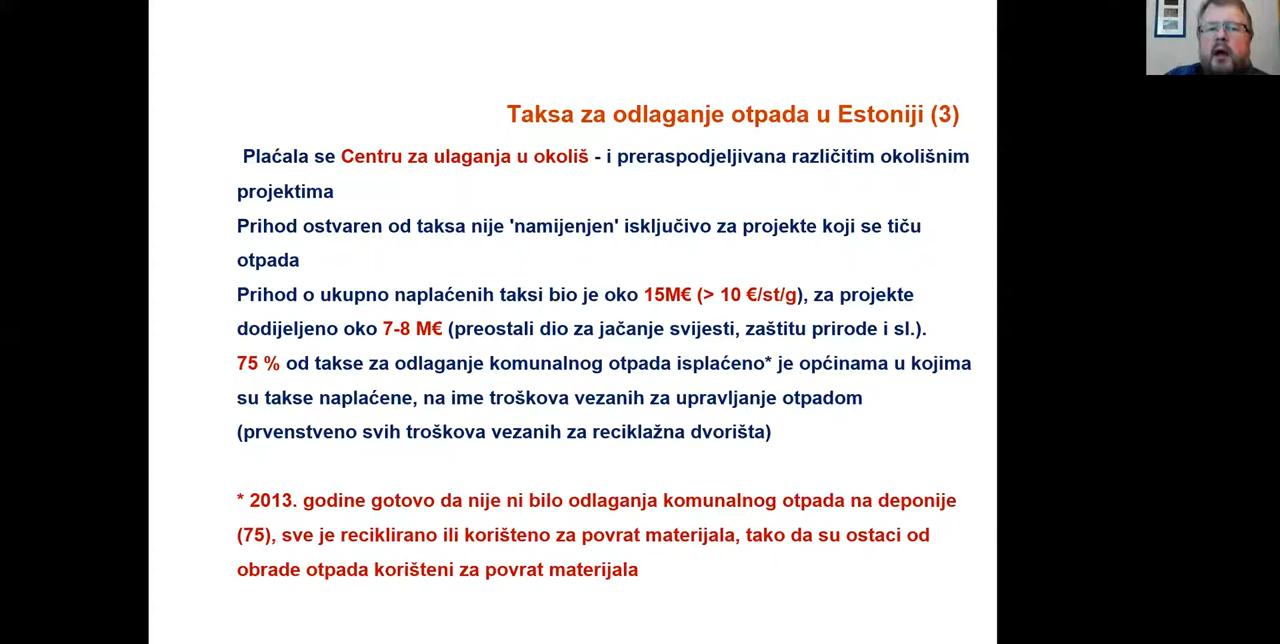 Taksa za odlaganje otpada u Estoniji (3)
Plaćala se Centru za ulaganja u okoliš - i preraspodjeljivana različitim okolišnim
projektima
Prihod ostvaren od taksa nije 'namijenjen' isključivo za projekte koji se tiču
otpada
Prihod o ukupno naplaćenih taksi bio je oko 15M€ (> 10 €/st/g), za projekte
dodijeljeno oko 7-8 M€ (preostali dio za jačanje svijesti, zaštitu prirode i sl.).
75 % od takse za odlaganje komunalnog otpada isplaćeno* je općinama u kojima
su takse naplaćene, na ime troškova vezanih za upravljanje otpadom
(prvenstveno svih troškova vezanih za reciklažna dvorišta)
* 2013. godine gotovo da nije ni bilo odlaganja komunalnog otpada na deponije
(75), sve je reciklirano ili korišteno za povrat materijala, tako da su ostaci od
obrade otpada korišteni za povrat materijala